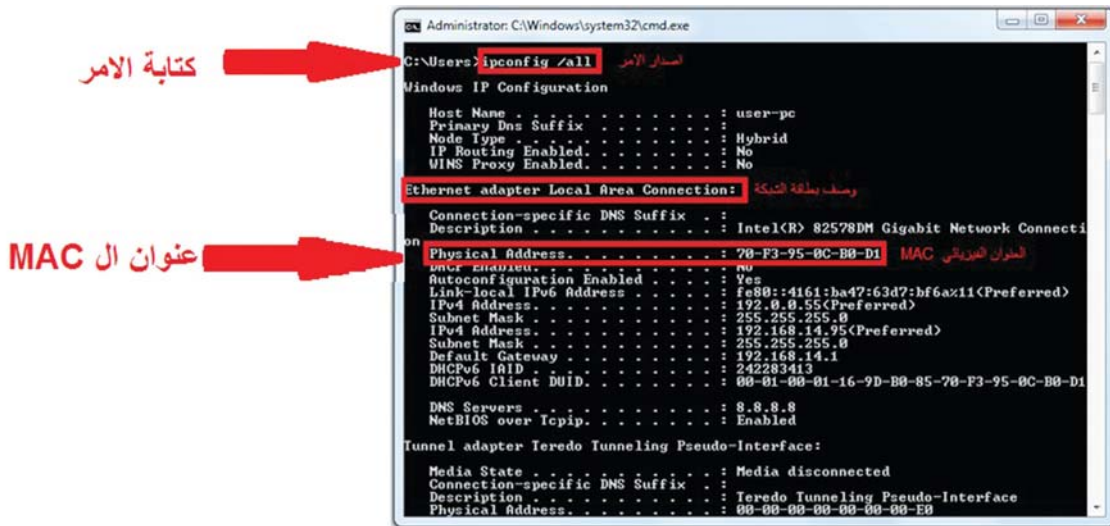 Administrator: C:\Windows\system32\cmd.exe
كتابة الامر
C:\Users>ipconfig /all اصدار الامر
Windows IP Configuration
Host Name . . . . . . . . . . . . : user-pc
Primary Dns Suffix . . . . . . . :
Node Type . . . . . . . . . . . . : Hybrid
IP Routing Enabled. . . . . . . . : No
WINS Proxy Enabled. . . . . . . . : No
Ethernet adapter Local Area Connection: وصف بطاقة الشبكة
Connection-specific DNS Suffix . :
Description . . . . . . . . . . . : Intel(R) 82578DM Gigabit Network Connecti
on
عنوان ال MAC
Physical Address. . . . . . . . . : 70-F3-95-0C-B0-D1 العنوان الفيزيائي MAC
DHCP Enabled. . . . . . . . . . . : No
Autoconfiguration Enabled . . . . : Yes
Link-local IPv6 Address . . . . . : fe80::4161:ba47:63d7:bf6a%11(Preferred)
IPv4 Address. . . . . . . . . . . : 192.0.0.55(Preferred)
Subnet Mask . . . . . . . . . . . : 255.255.255.0
IPv4 Address. . . . . . . . . . . : 192.168.14.95(Preferred)
Subnet Mask . . . . . . . . . . . : 255.255.255.0
Default Gateway . . . . . . . . . : 192.168.14.1
DHCPv6 IAID . . . . . . . . . . . : 242283413
DHCPv6 Client DUID. . . . . . . . : 00-01-00-01-16-9D-B0-85-70-F3-95-0C-B0-D1
DNS Servers . . . . . . . . . . . : 8.8.8.8
NetBIOS over Tcpip. . . . . . . . : Enabled
Tunnel adapter Teredo Tunneling Pseudo-Interface:
Media State . . . . . . . . . . . : Media disconnected
Connection-specific DNS Suffix . :
Description . . . . . . . . . . . : Teredo Tunneling Pseudo-Interface
Physical Address. . . . . . . . . : 00-00-00-00-00-00-00-E0